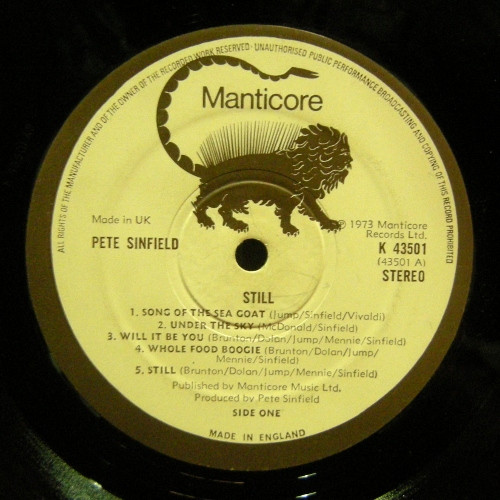 ALL RIGHTS OF THE MANUFACTURER AND OF THE OWNER OF THE RECORDED WORK RESERVED · UNAUTHORISED PUBLIC PERFORMANCE BROADCASTING AND COPYING OF THIS RECORD PROHIBITED
Manticore
Made in UK
℗ 1973 Manticore
Records Ltd.
PETE SINFIELD
K 43501
(43501 A)
STEREO
STILL
1. SONG OF THE SEA GOAT (Jump/Sinfield/Vivaldi)
2. UNDER THE SKY (McDonald/Sinfield)
3. WILL IT BE YOU (Brunton/Dolan/Jump/Mennie/Sinfield)
4. WHOLE FOOD BOOGIE (Brunton/Dolan/Jump/
Mennie/Sinfield)
5. STILL (Brunton/Dolan/Jump/Mennie/Sinfield)
Published by Manticore Music Ltd.
Produced by Pete Sinfield
SIDE ONE
MADE IN ENGLAND